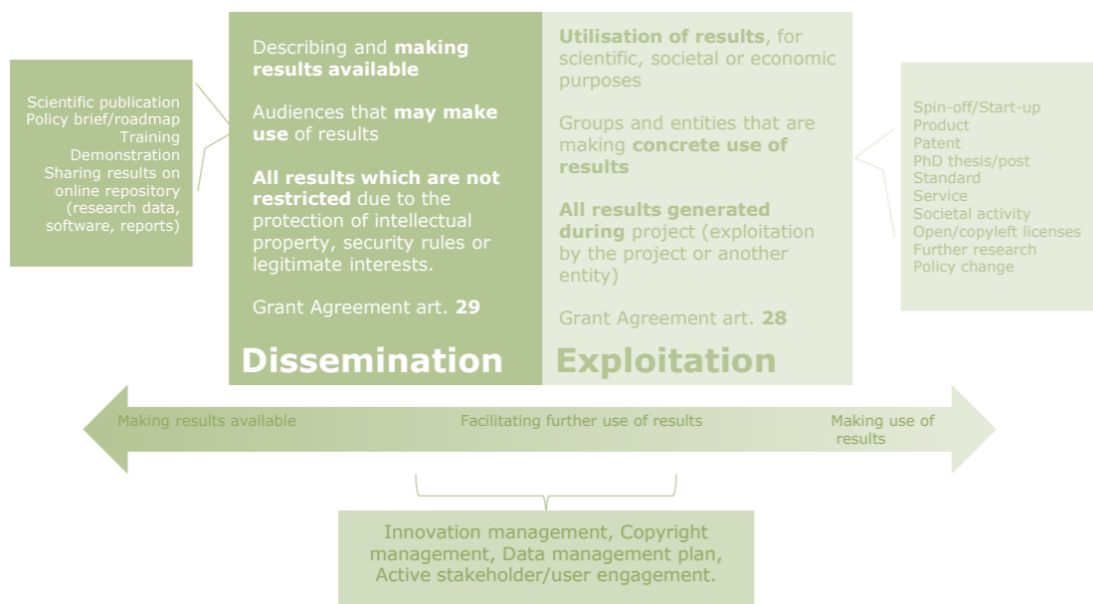 Scientific publication
Policy brief/roadmap
Training
Demonstration
Sharing results on
online repository
(research data,
software, reports)
Describing and making
results available
Audiences that may make
use of results
All results which are not
restricted due to the
protection of intellectual
property, security rules or
legitimate interests.
Grant Agreement art. 29
Dissemination
Utilisation of results, for
scientific, societal or economic
purposes
Groups and entities that are
making concrete use of
results
All results generated
during project (exploitation
by the project or another
entity)
Grant Agreement art. 28
Exploitation
Spin-off/Start-up
Product
Patent
PhD thesis/post
Standard
Service
Societal activity
Open/copyleft licenses
Further research
Policy change
Making results available
Facilitating further use of results
Making use of
results
Innovation management, Copyright
management, Data management plan,
Active stakeholder/user engagement.